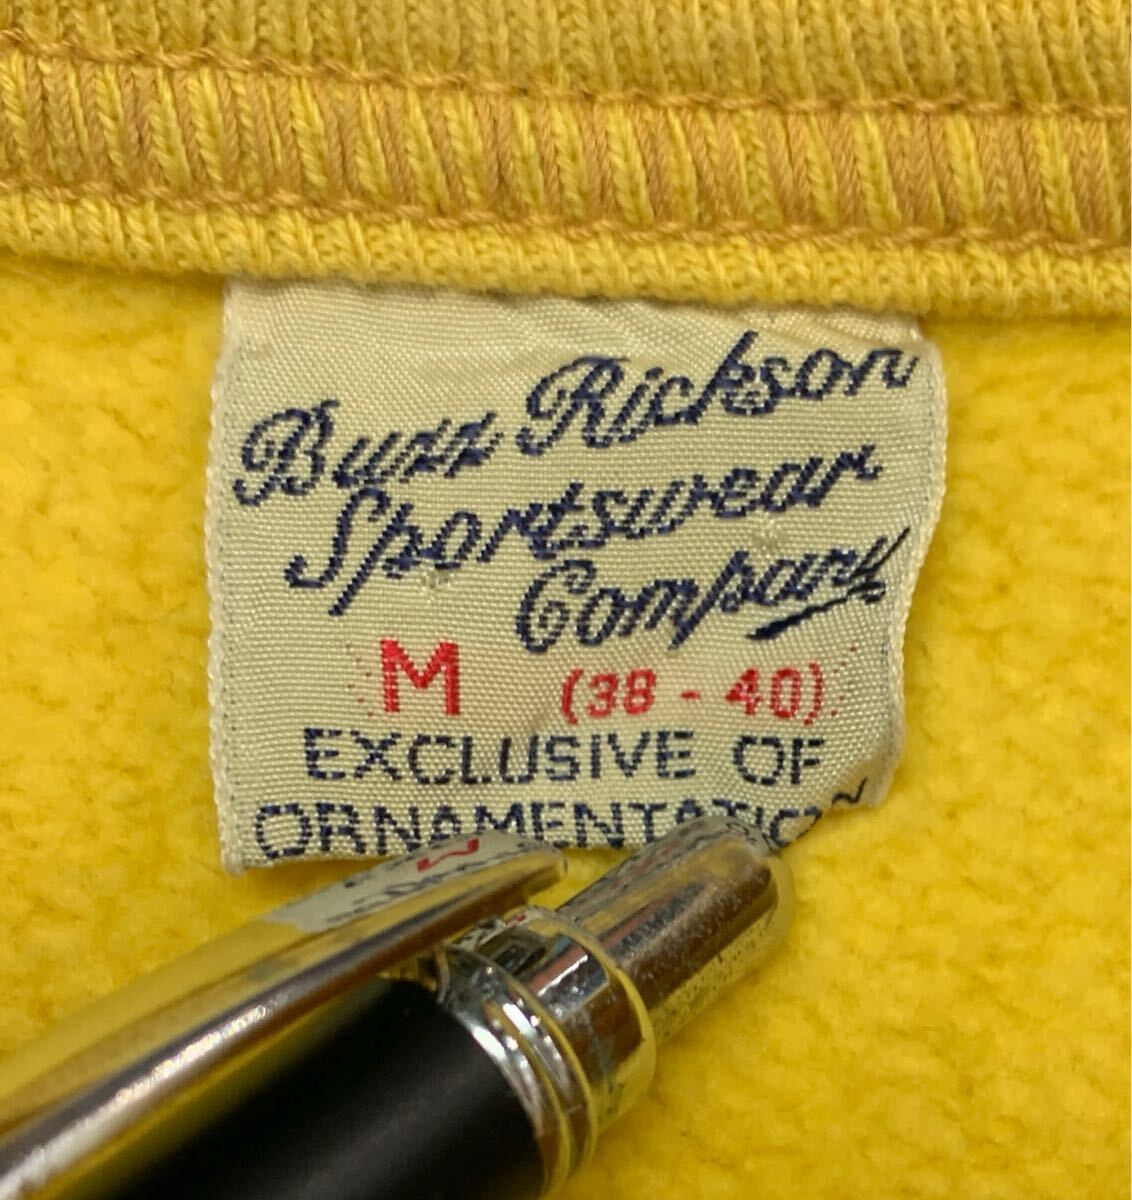 Buzz Rickson
Sportswear
Company
M (38 - 40)
EXCLUSIVE OF
ORNAMENTATION